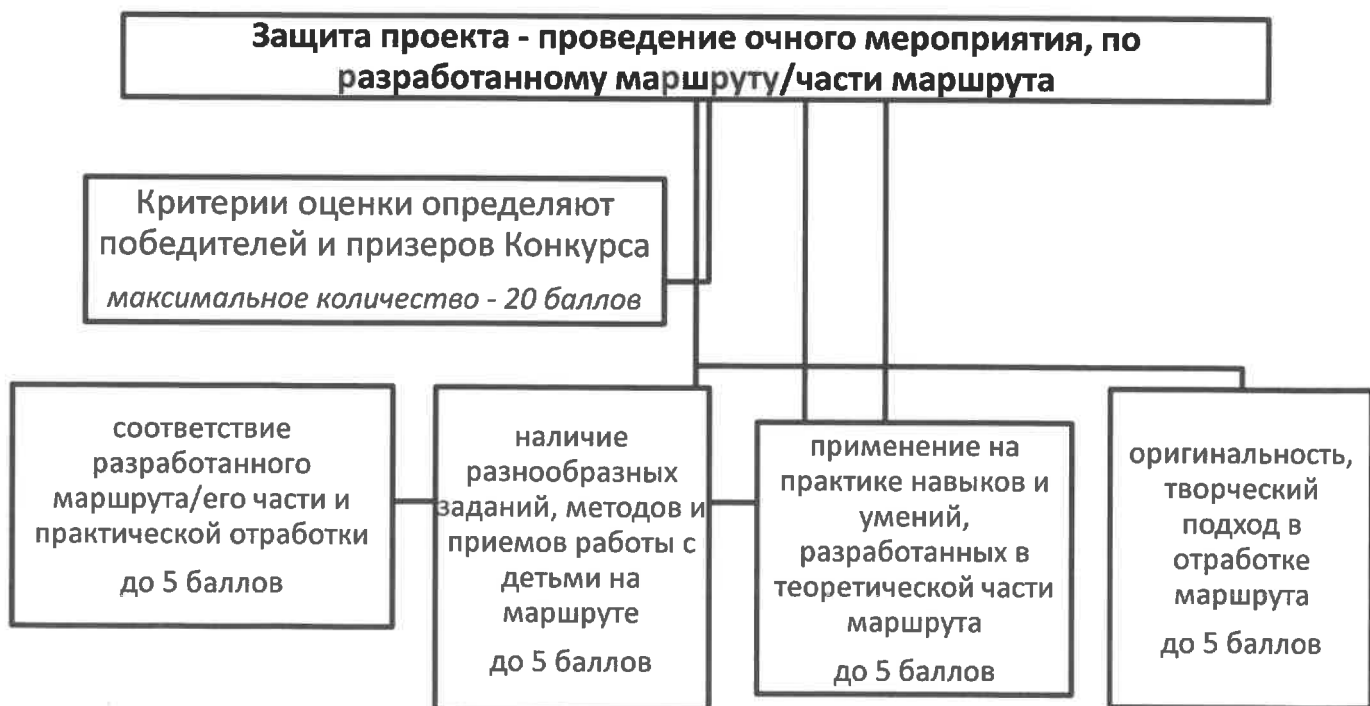 Защита проекта - проведение очного мероприятия, по
разработанному маршруту/части маршрута
Критерии оценки определяют
победителей и призеров Конкурса
максимальное количество - 20 баллов
соответствие
разработанного
маршрута/его части и
практической отработки
до 5 баллов
наличие
разнообразных
заданий, методов и
приемов работы с
детьми на
маршруте
до 5 баллов
применение на
практике навыков и
умений,
разработанных в
теоретической части
маршрута
до 5 баллов
оригинальность,
творческий
подход в
отработке
маршрута
до 5 баллов